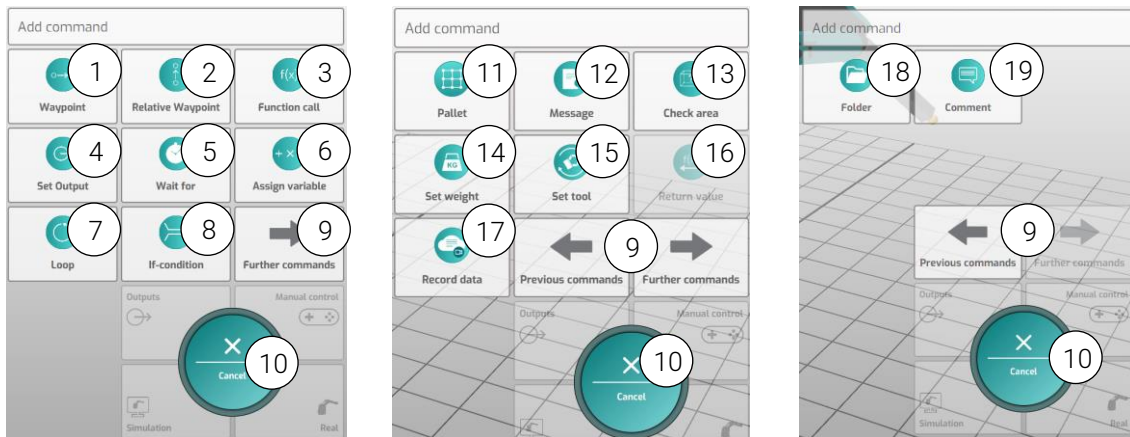 Add command
1
2
3
Waypoint
Relative Waypoint
f(x)
Function call
4
5
6
Set Output
Wait for
+ ×
Assign variable
7
8
9
Loop
If-condition
Further commands
Outputs
Manual control
10
Cancel
Simulation
Real
Add command
11
12
13
Pallet
Message
Check area
14
15
16
KG
Set weight
Set tool
Return value
17
9
Record data
Previous commands
Further commands
Outputs
Manual control
10
Cancel
Add command
18
19
Folder
Comment
9
Previous commands
Further commands
Outputs
Manual control
10
Cancel
Simulation
Real